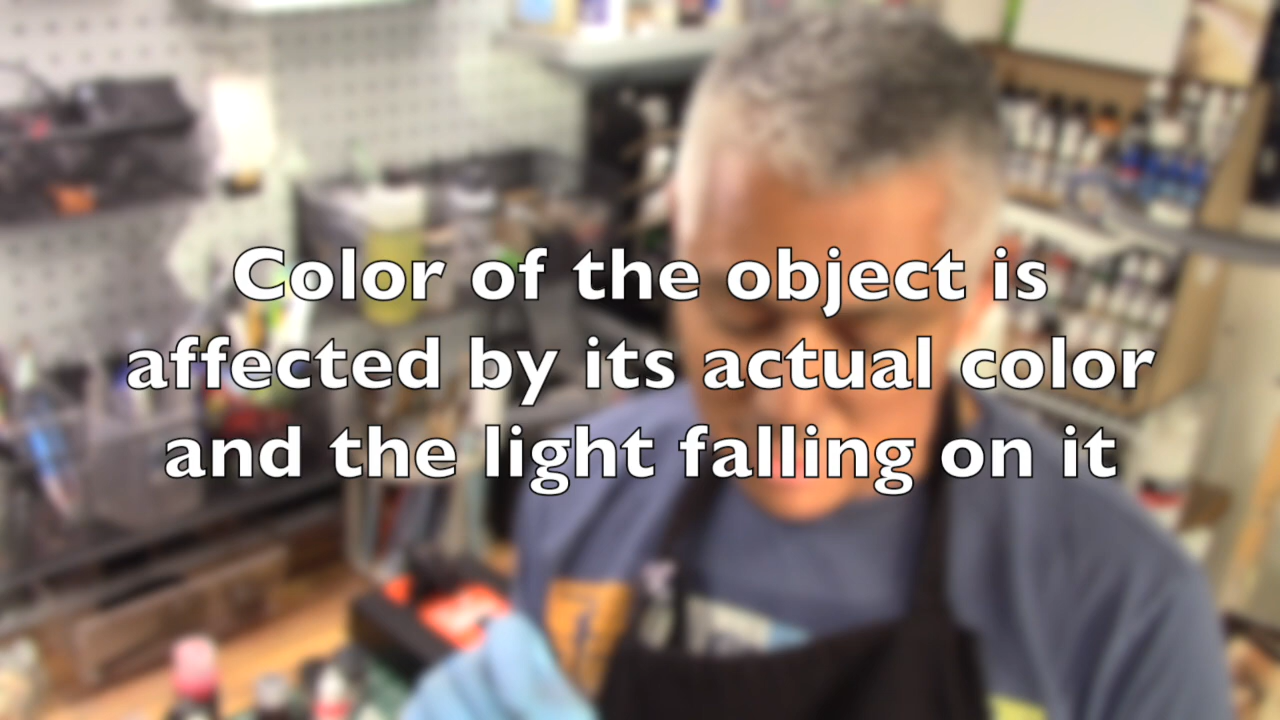 Color of the object is
affected by its actual color
and the light falling on it